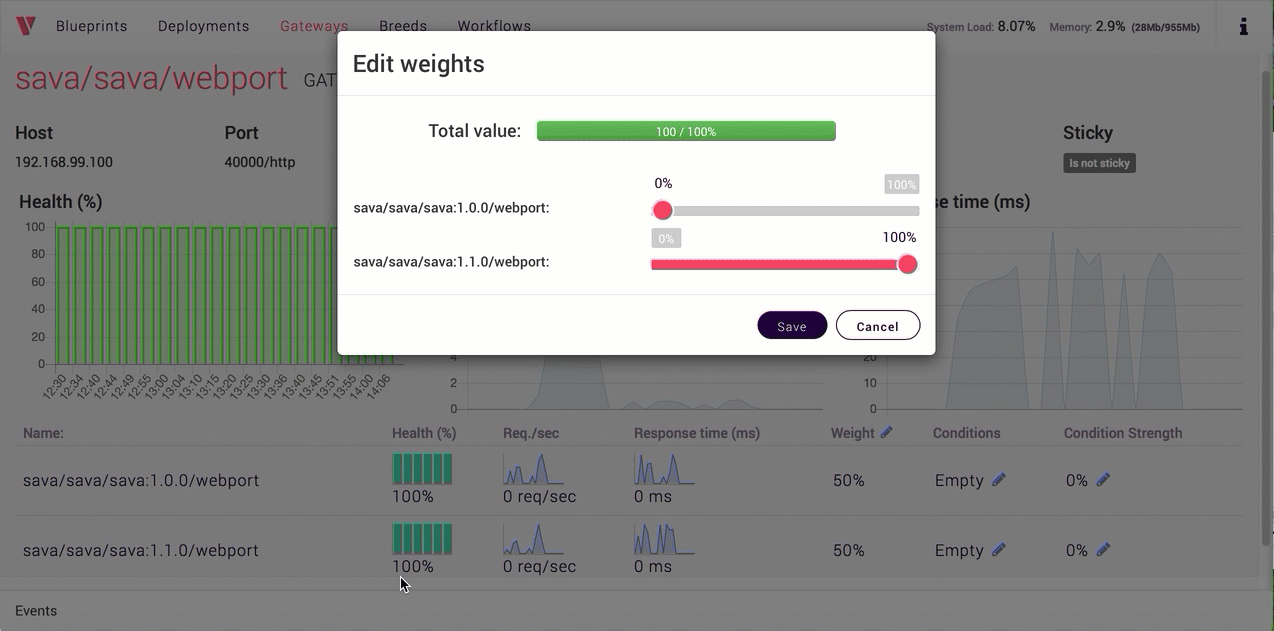 Blueprints Deployments Gateways Breeds Workflows System Load: 8.07% Memory: 2.9% (28Mb/955Mb)
sava/sava/webport GAT
Edit weights
Total value: 100 / 100%
0% 100%
sava/sava/sava:1.0.0/webport:
0% 100%
sava/sava/sava:1.1.0/webport:
Save Cancel
Host Port Sticky
192.168.99.100 40000/http Is not sticky
Health (%) se time (ms)
100
80
60
40
20
0
12:30 12:34 12:40 12:44 12:49 12:55 13:00 13:04 13:10 13:15 13:20 13:25 13:30 13:36 13:40 13:45 13:51 13:55 14:00 14:06
4
2
0
20
10
0
Name: Health (%) Req./sec Response time (ms) Weight Conditions Condition Strength
sava/sava/sava:1.0.0/webport 100% 0 req/sec 0 ms 50% Empty 0%
sava/sava/sava:1.1.0/webport 100% 0 req/sec 0 ms 50% Empty 0%
Events